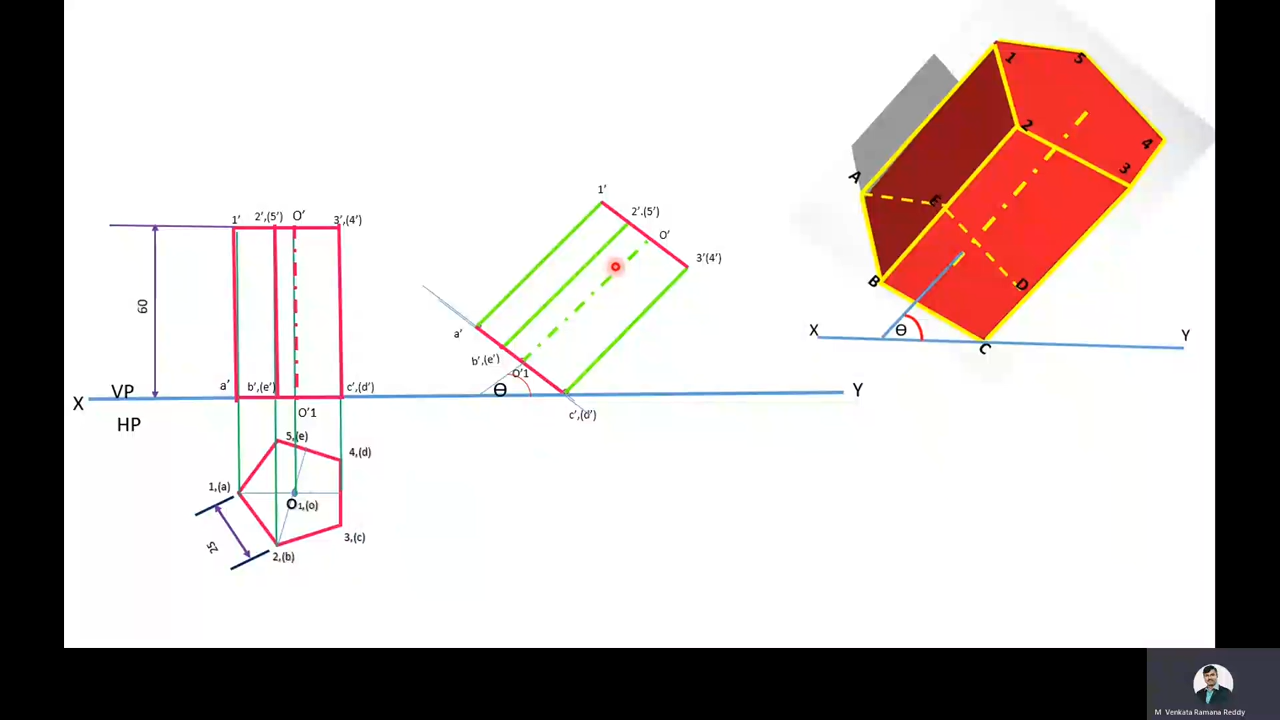 1'
2',(5')
O'
3',(4')
60
a'
b',(e')
c',(d')
X
VP
HP
O'1
5,(e)
4,(d)
1,(a)
O1,(o)
3,(c)
2,(b)
25
1'
2'.(5')
O'
3'(4')
a'
b',(e')
O'1
Ө
c',(d')
Y
1
5
2
4
3
A
E
B
D
C
X
Ө
Y
M Venkata Ramana Reddy